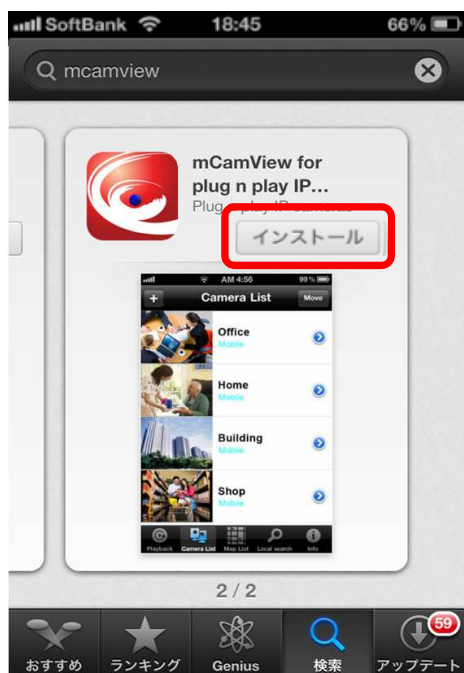 SoftBank 18:45 66%
mcamview
mCamView for
plug n play IP...
インストール
AM 4:56 99%
+ Camera List Move
Office
Mobile
Home
Mobile
Building
Mobile
Shop
Mobile
Playback Camera List Map List Local search Info
2 / 2
59
おすすめ ランキング Genius 検索 アップデート